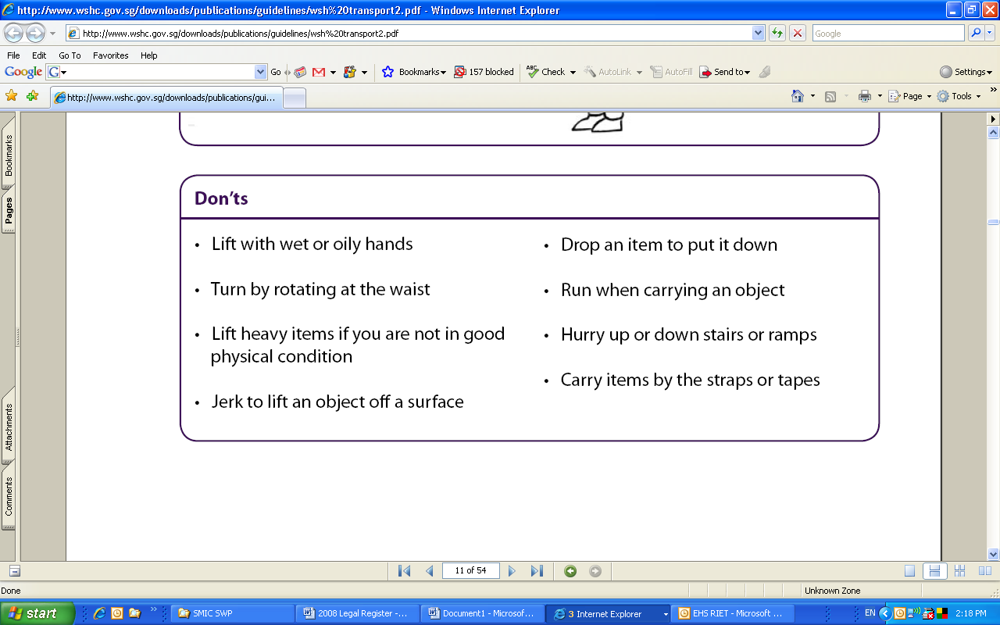 http://www.wshc.gov.sg/downloads/publications/guidelines/wsh%20transport2.pdf - Windows Internet Explorer
http://www.wshc.gov.sg/downloads/publications/guidelines/wsh%20transport2.pdf
Google
File Edit Go To Favorites Help
Google G Go Bookmarks 157 blocked ABC Check AutoLink AutoFill Send to Settings
http://www.wshc.gov.sg/downloads/publications/gui...
Page Tools
Bookmarks
Pages
Attachments
Comments
Don'ts
• Lift with wet or oily hands
• Turn by rotating at the waist
• Lift heavy items if you are not in good
physical condition
• Jerk to lift an object off a surface
• Drop an item to put it down
• Run when carrying an object
• Hurry up or down stairs or ramps
• Carry items by the straps or tapes
11 of 54
Done
Unknown Zone
start
SMIC SWP
2008 Legal Register -...
Document1 - Microsof...
3 Internet Explorer
EHS RIET - Microsoft ...
EN
2:18 PM